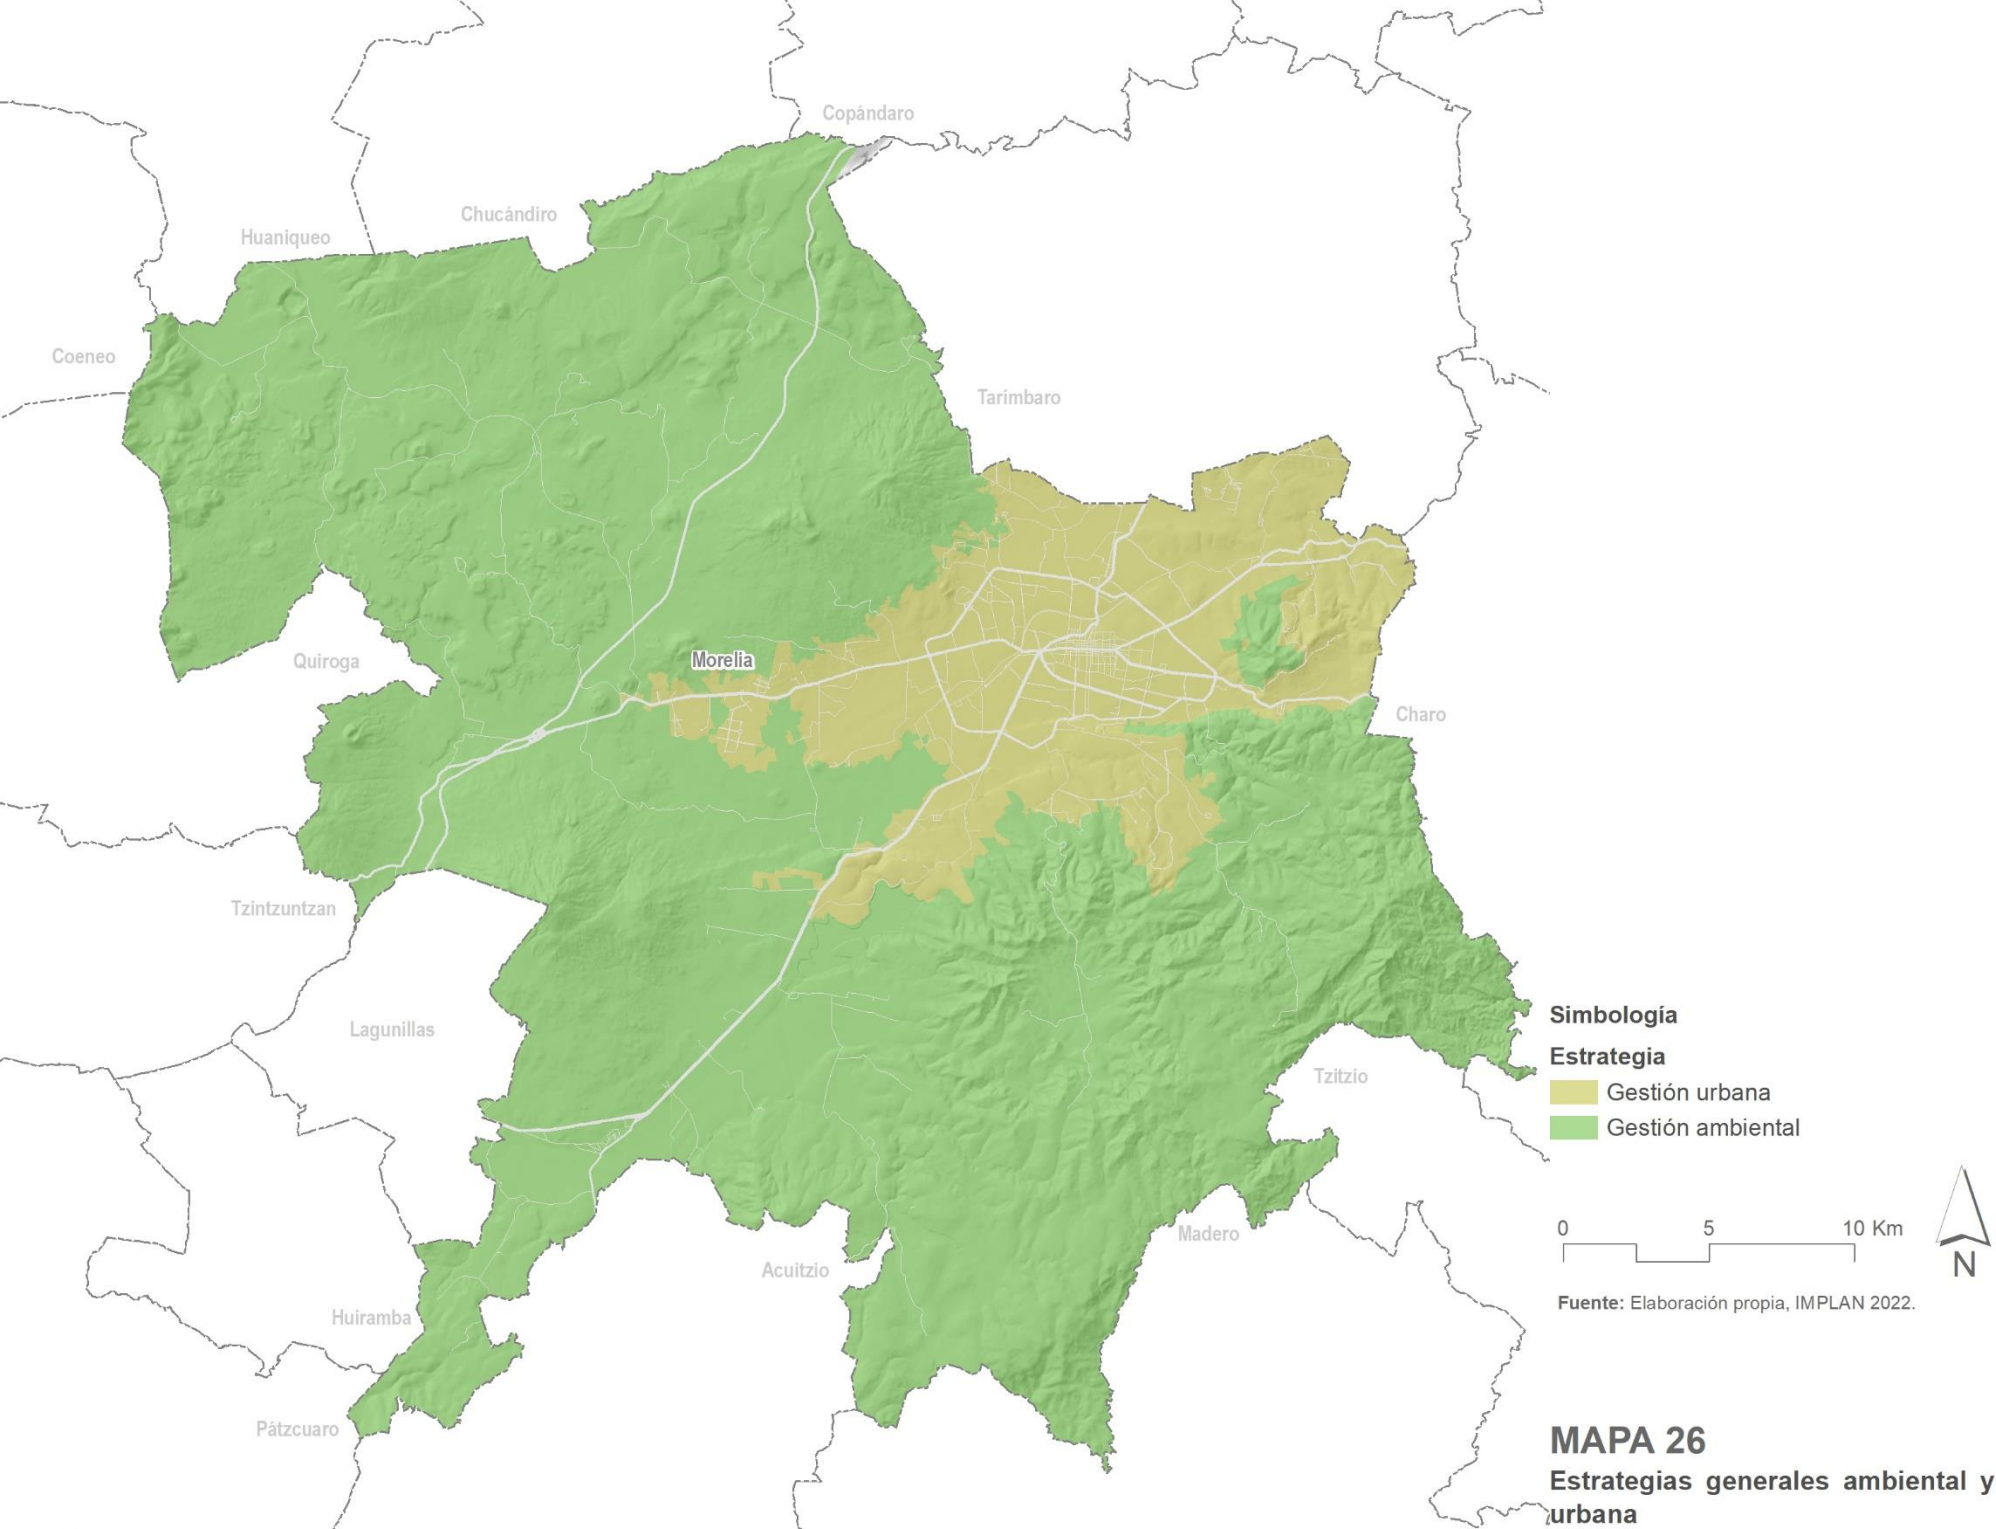 Copándaro
Chucándiro
Huaniqueo
Coeneo
Tarímbaro
Quiroga
Morelia
Charo
Tzintzuntzan
Lagunillas
Tzitzio
Madero
Acuitzio
Huiramba
Pátzcuaro
Simbología
Estrategia
Gestión urbana
Gestión ambiental
0 5 10 Km
N
Fuente: Elaboración propia, IMPLAN 2022.
MAPA 26
Estrategias generales ambiental y
urbana